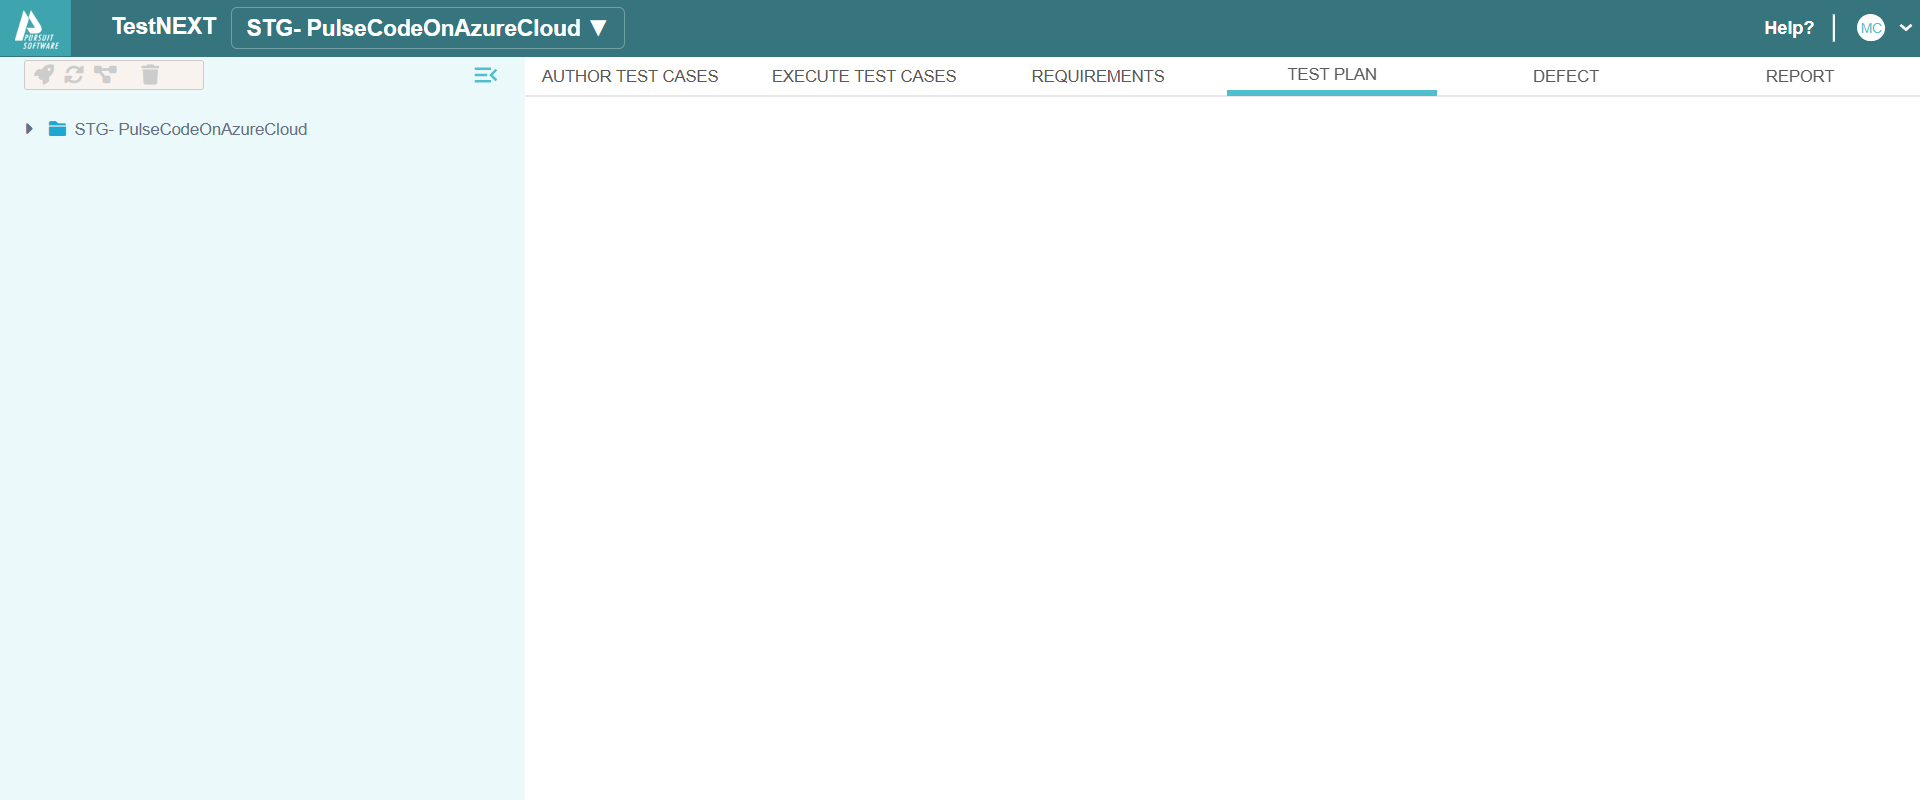 PURSUIT
SOFTWARE
TestNEXT
STG- PulseCodeOnAzureCloud ▼
Help?
MC
AUTHOR TEST CASES
EXECUTE TEST CASES
REQUIREMENTS
TEST PLAN
DEFECT
REPORT
STG- PulseCodeOnAzureCloud